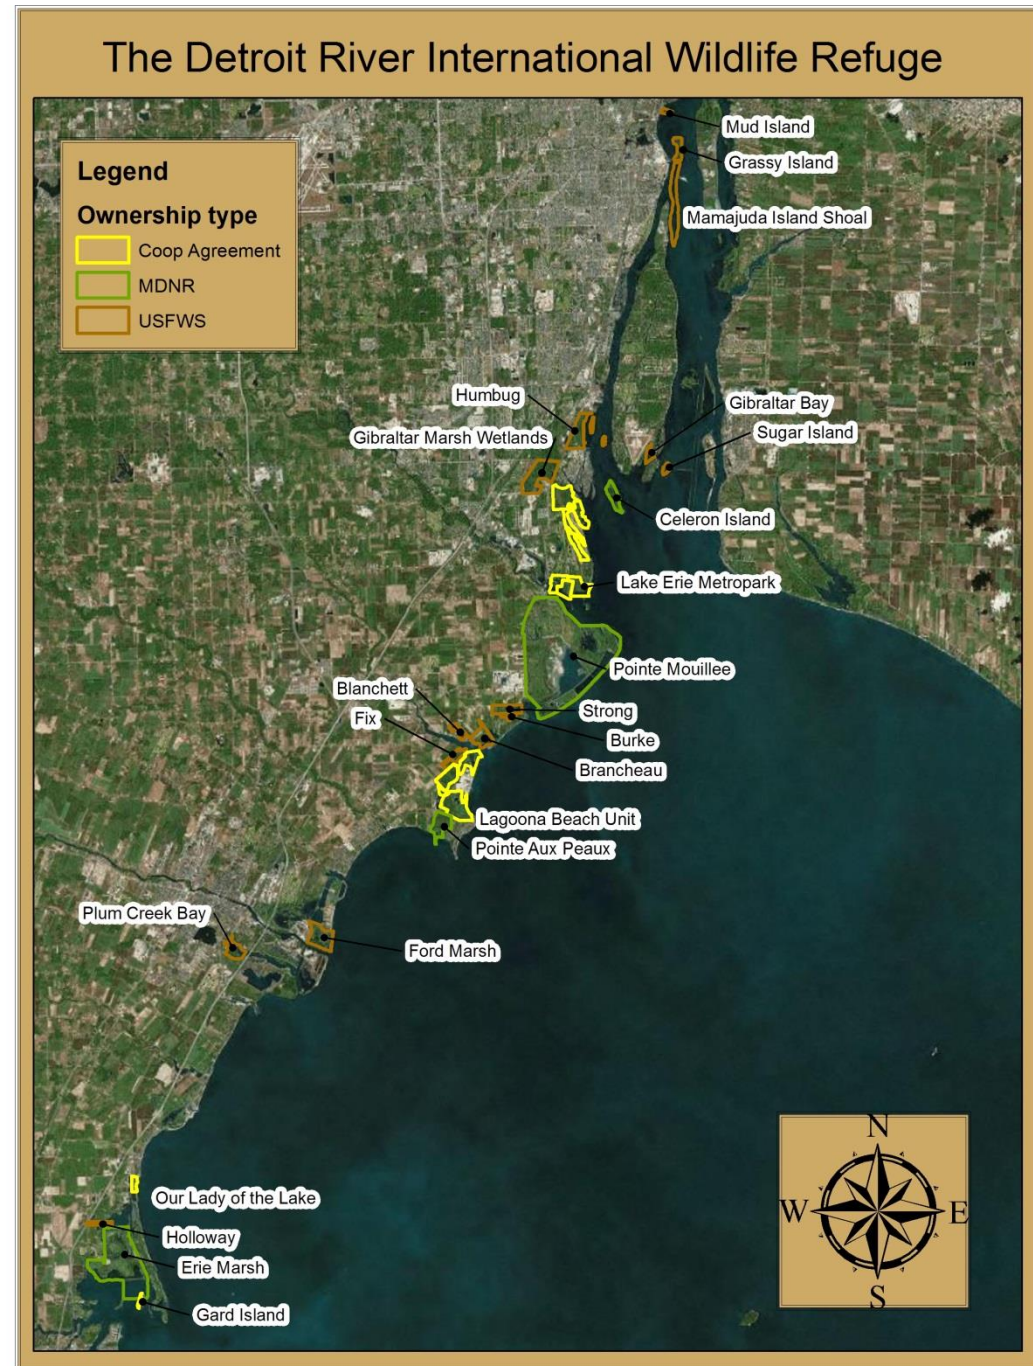 The Detroit River International Wildlife Refuge
Legend
Ownership type
Coop Agreement
MDNR
USFWS
Mud Island
Grassy Island
Mamajuda Island Shoal
Humbug
Gibraltar Bay
Gibraltar Marsh Wetlands
Sugar Island
Celeron Island
Lake Erie Metropark
Pointe Mouillee
Blanchett
Strong
Fix
Burke
Brancheau
Lagoona Beach Unit
Pointe Aux Peaux
Plum Creek Bay
Ford Marsh
Our Lady of the Lake
Holloway
Erie Marsh
Gard Island
N
W
E
S